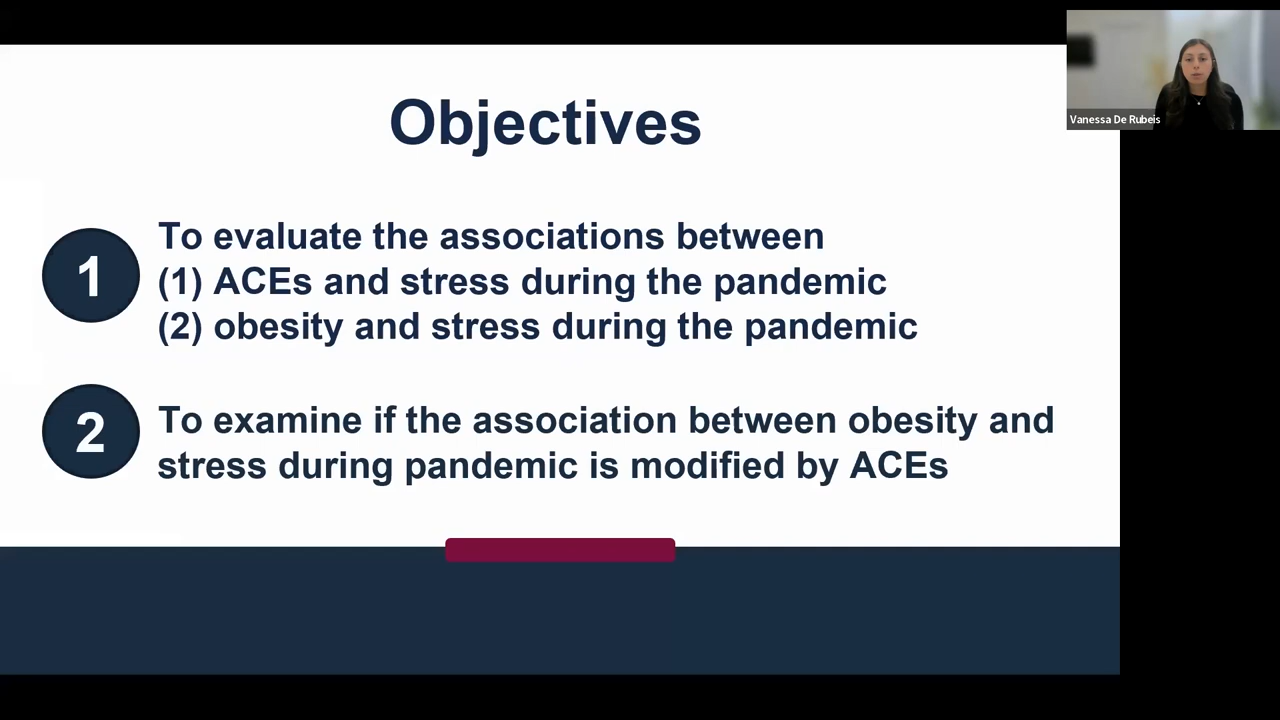 Objectives
1
To evaluate the associations between
(1) ACEs and stress during the pandemic
(2) obesity and stress during the pandemic
2
To examine if the association between obesity and
stress during pandemic is modified by ACEs
Vanessa De Rubeis